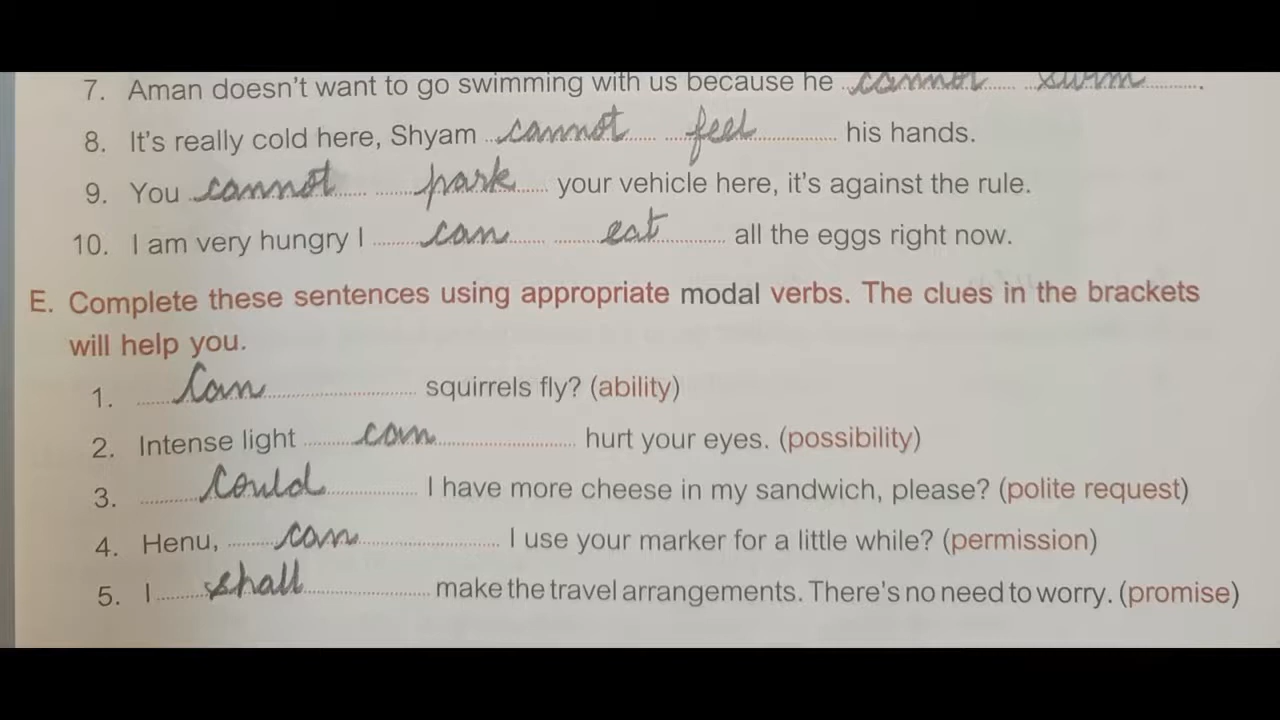 7. Aman doesn't want to go swimming with us because he cannot swim.
8. It's really cold here, Shyam cannot feel his hands.
9. You cannot park your vehicle here, it's against the rule.
10. I am very hungry I can eat all the eggs right now.
E. Complete these sentences using appropriate modal verbs. The clues in the brackets
will help you.
1. Can squirrels fly? (ability)
2. Intense light can hurt your eyes. (possibility)
3. Could I have more cheese in my sandwich, please? (polite request)
4. Henu, can I use your marker for a little while? (permission)
5. I shall make the travel arrangements. There's no need to worry. (promise)